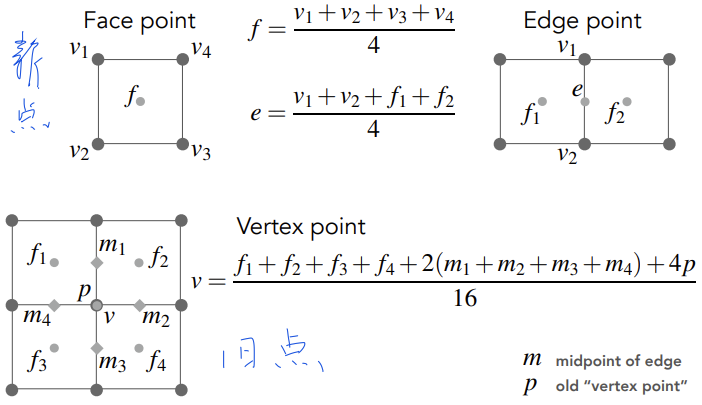 Face point
v₁ v₄
f
v₂ v₃
新
点
f = (v₁ + v₂ + v₃ + v₄) / 4
e = (v₁ + v₂ + f₁ + f₂) / 4
Edge point
v₁
e
f₁ f₂
v₂
m₁
f₁ f₂
p
m₄ v m₂
f₃ m₃ f₄
Vertex point
v = (f₁ + f₂ + f₃ + f₄ + 2(m₁ + m₂ + m₃ + m₄) + 4p) / 16
旧点
m midpoint of edge
p old “vertex point”